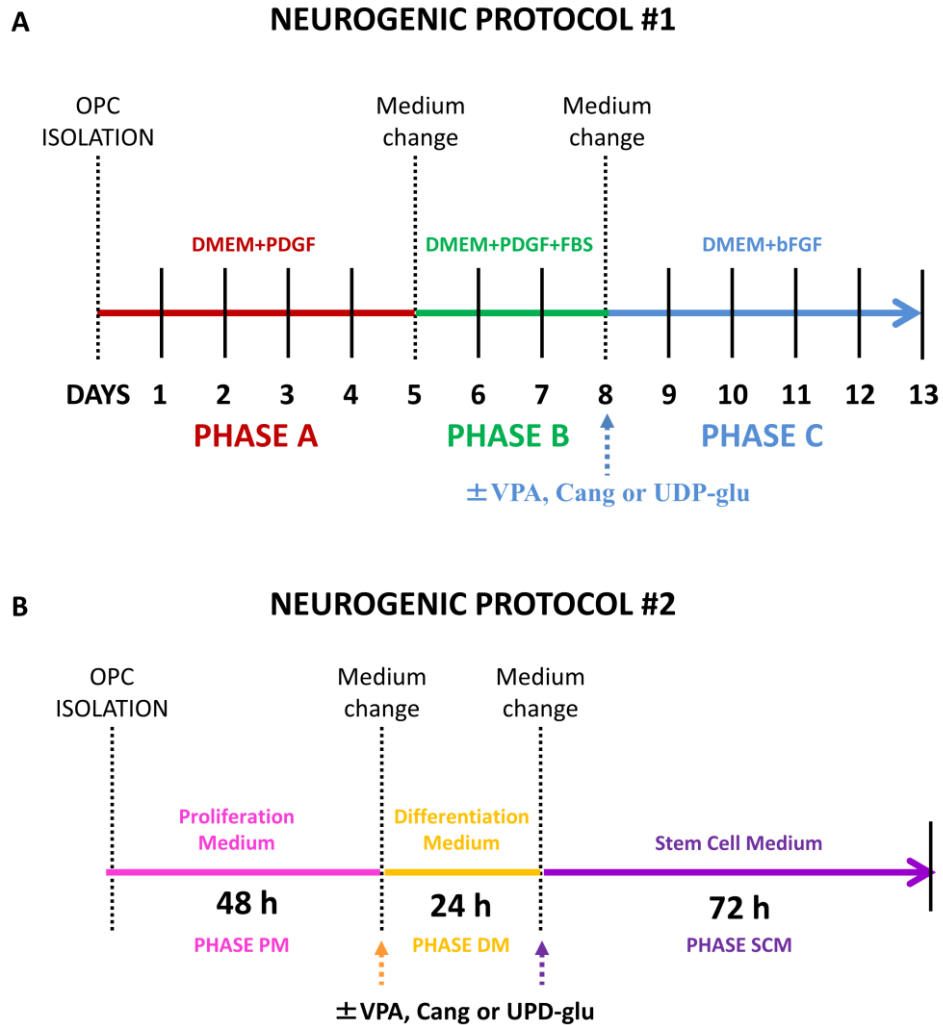 A
NEUROGENIC PROTOCOL #1
OPC
ISOLATION
Medium
change
Medium
change
DMEM+PDGF
DMEM+PDGF+FBS
DMEM+bFGF
DAYS 1 2 3 4 5 6 7 8 9 10 11 12 13
PHASE A
PHASE B
PHASE C
±VPA, Cang or UDP-glu
B
NEUROGENIC PROTOCOL #2
OPC
ISOLATION
Medium
change
Medium
change
Proliferation
Medium
Differentiation
Medium
Stem Cell Medium
48 h
24 h
72 h
PHASE PM
PHASE DM
PHASE SCM
±VPA, Cang or UPD-glu